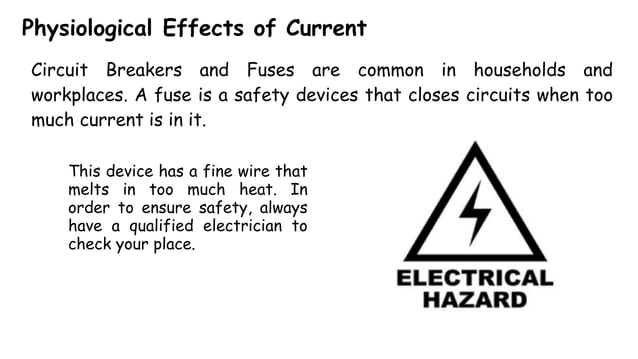 Physiological Effects of Current
Circuit Breakers and Fuses are common in households and
workplaces. A fuse is a safety devices that closes circuits when too
much current is in it.
This device has a fine wire that
melts in too much heat. In
order to ensure safety, always
have a qualified electrician to
check your place.
ELECTRICAL
HAZARD